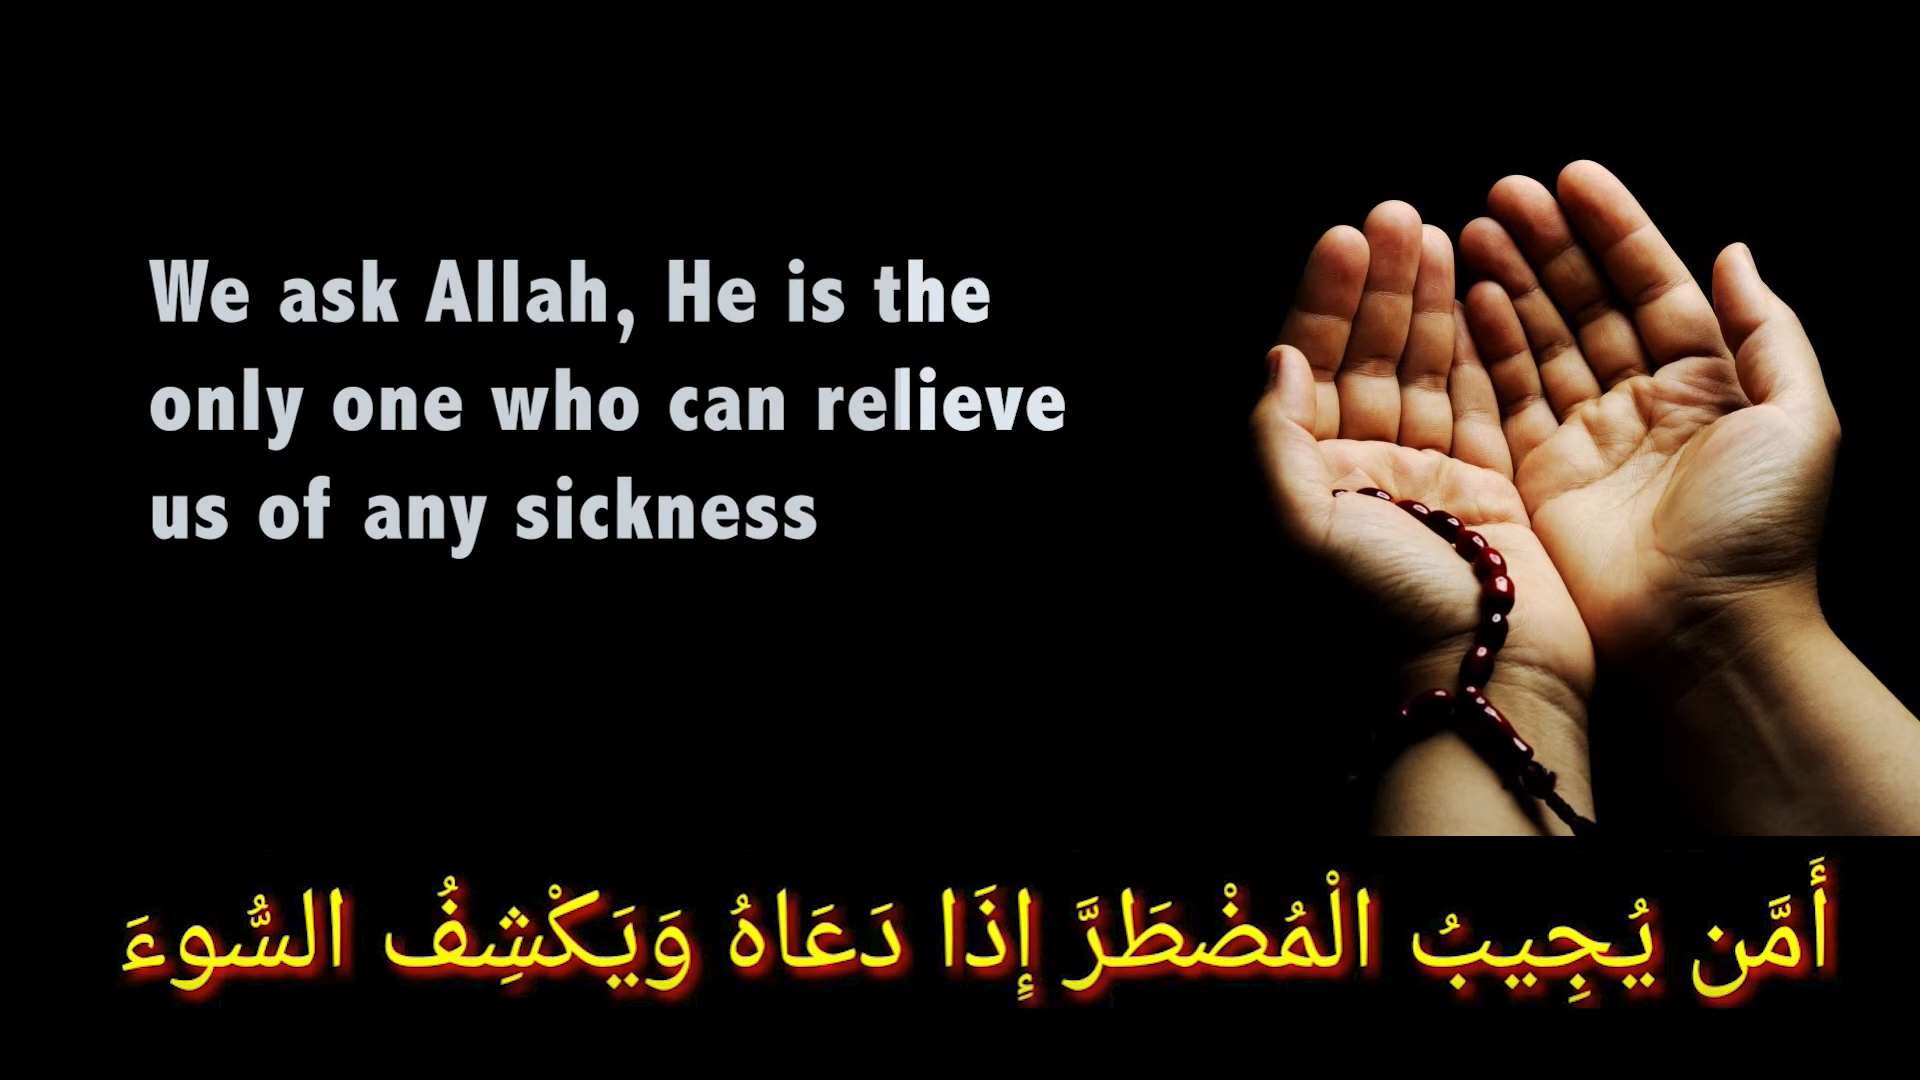 We ask Allah, He is the
only one who can relieve
us of any sickness
أَمَّن يُجِيبُ الْمُضْطَرَّ إِذَا دَعَاهُ وَيَكْشِفُ السُّوءَ